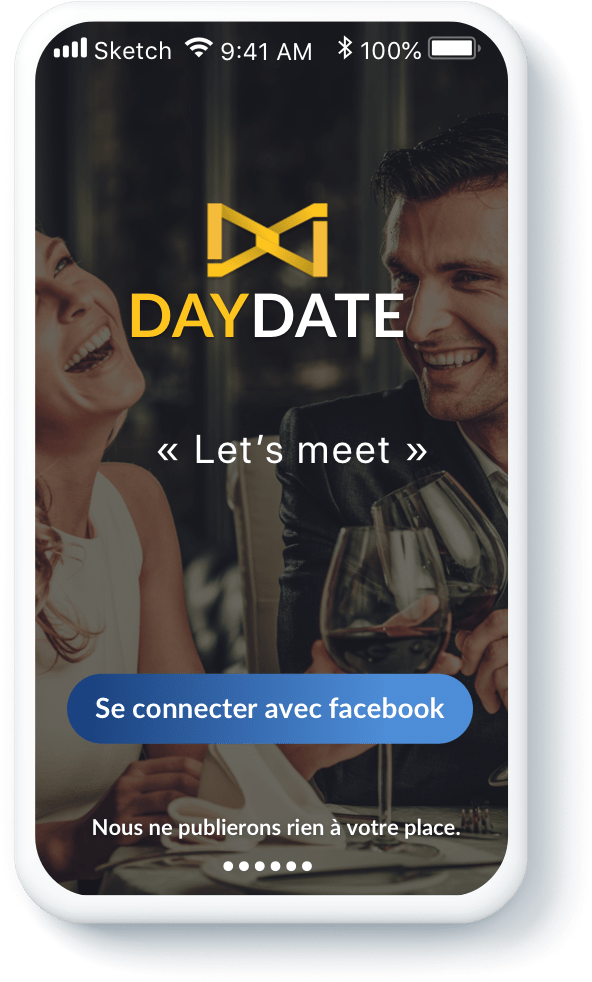 Sketch 9:41 AM 100%
DAYDATE
« Let’s meet »
Se connecter avec facebook
Nous ne publierons rien à votre place.